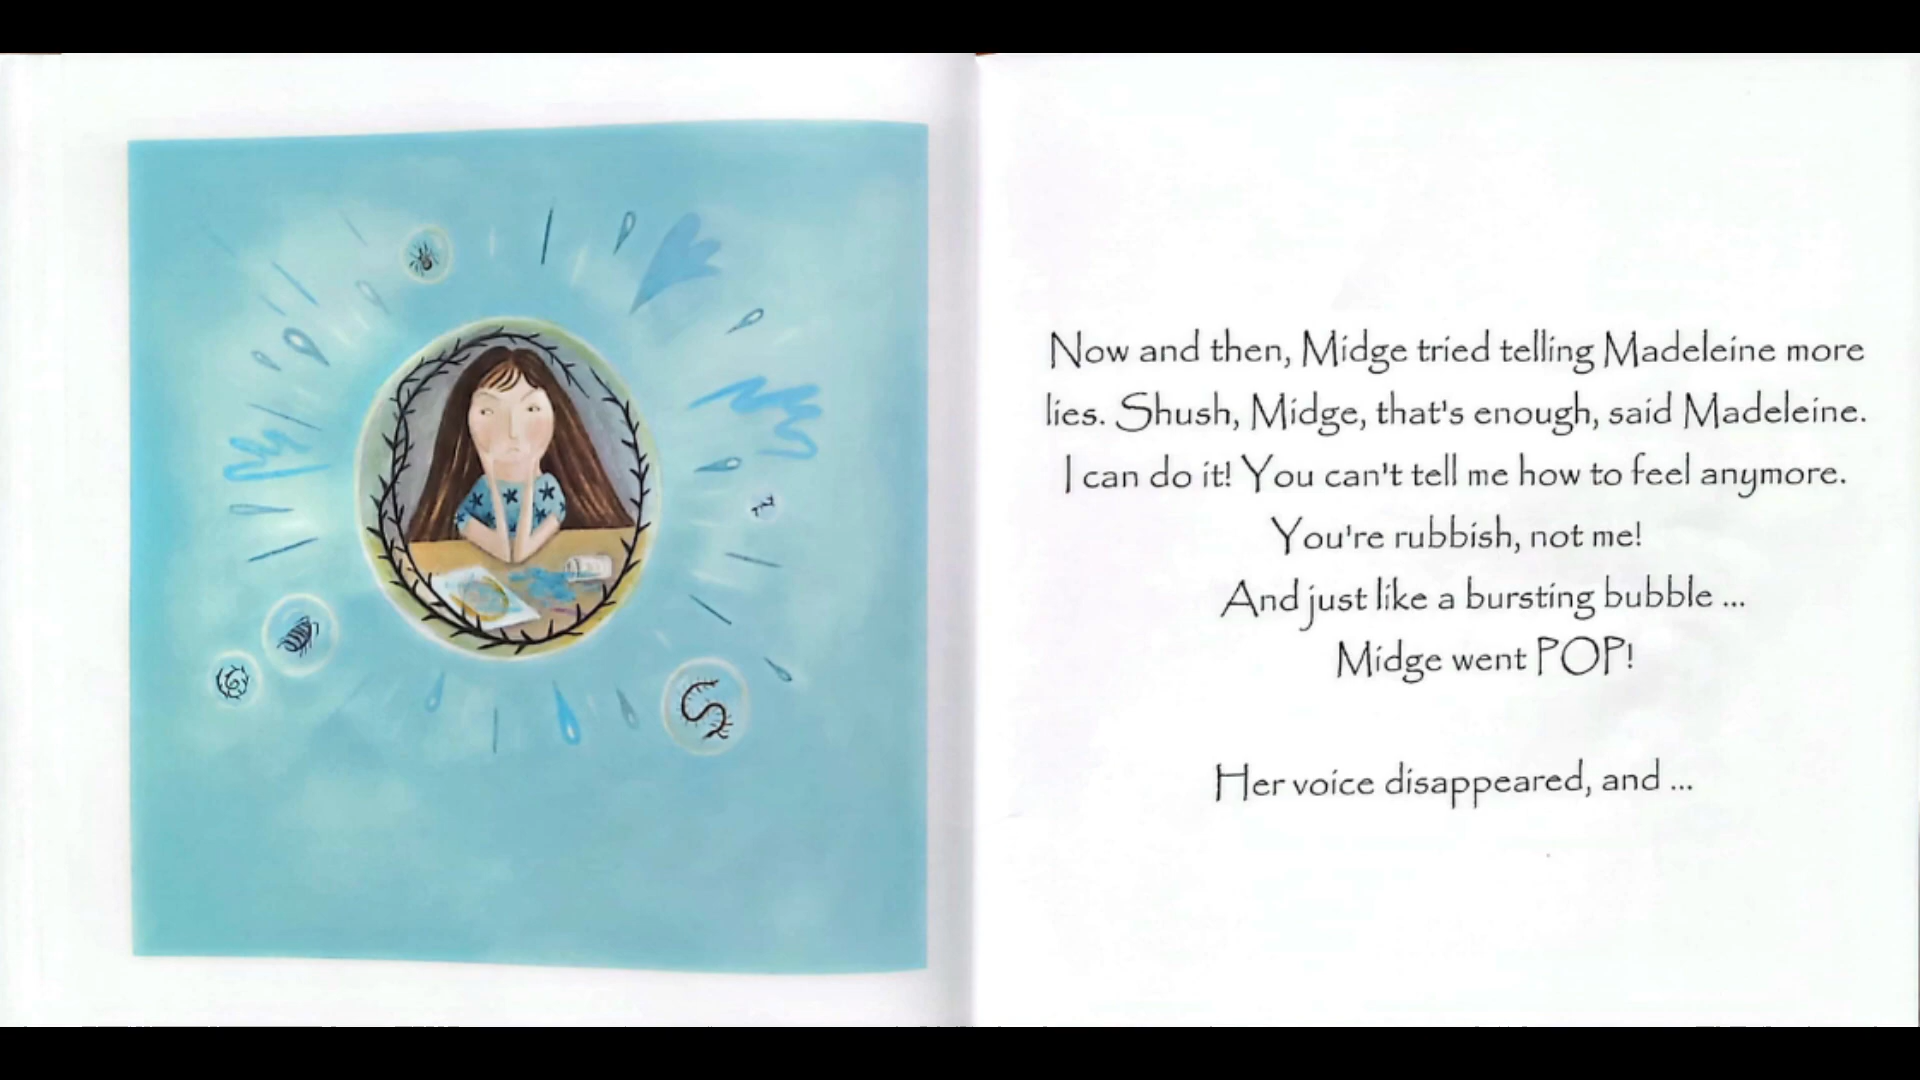 Now and then, Midge tried telling Madeleine more
lies. Shush, Midge, that's enough, said Madeleine.
I can do it! You can't tell me how to feel anymore.
You're rubbish, not me!
And just like a bursting bubble ...
Midge went POP!
Her voice disappeared, and ...